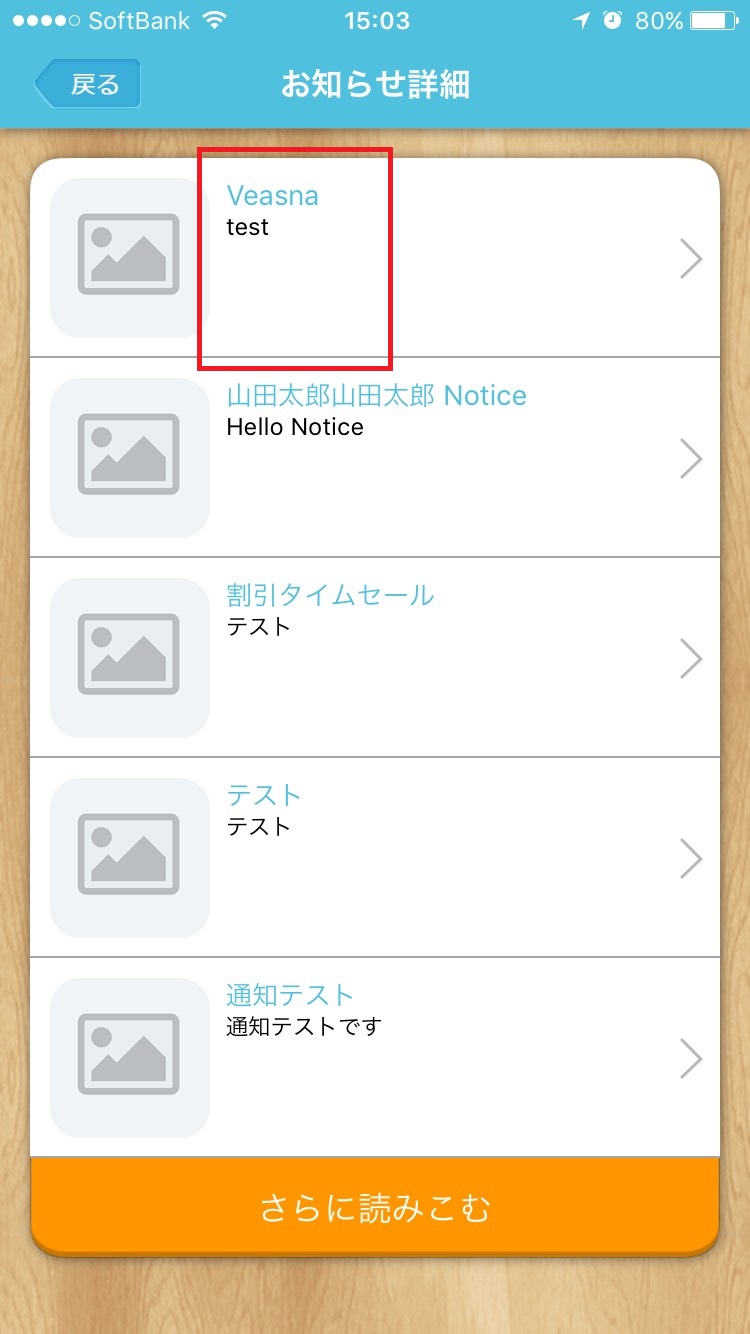 SoftBank 15:03 80%
戻る お知らせ詳細
Veasna
test
山田太郎山田太郎 Notice
Hello Notice
割引タイムセール
テスト
テスト
テスト
通知テスト
通知テストです
さらに読みこむ